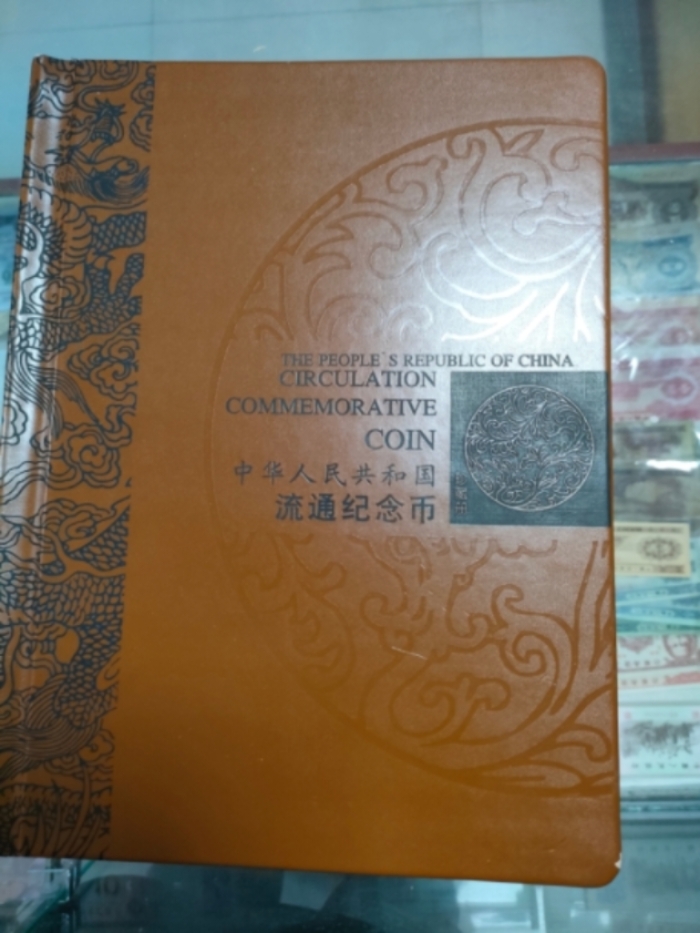 THE PEOPLE`S REPUBLIC OF CHINA
CIRCULATION
COMMEMORATIVE
COIN
中华人民共和国
流通纪念币